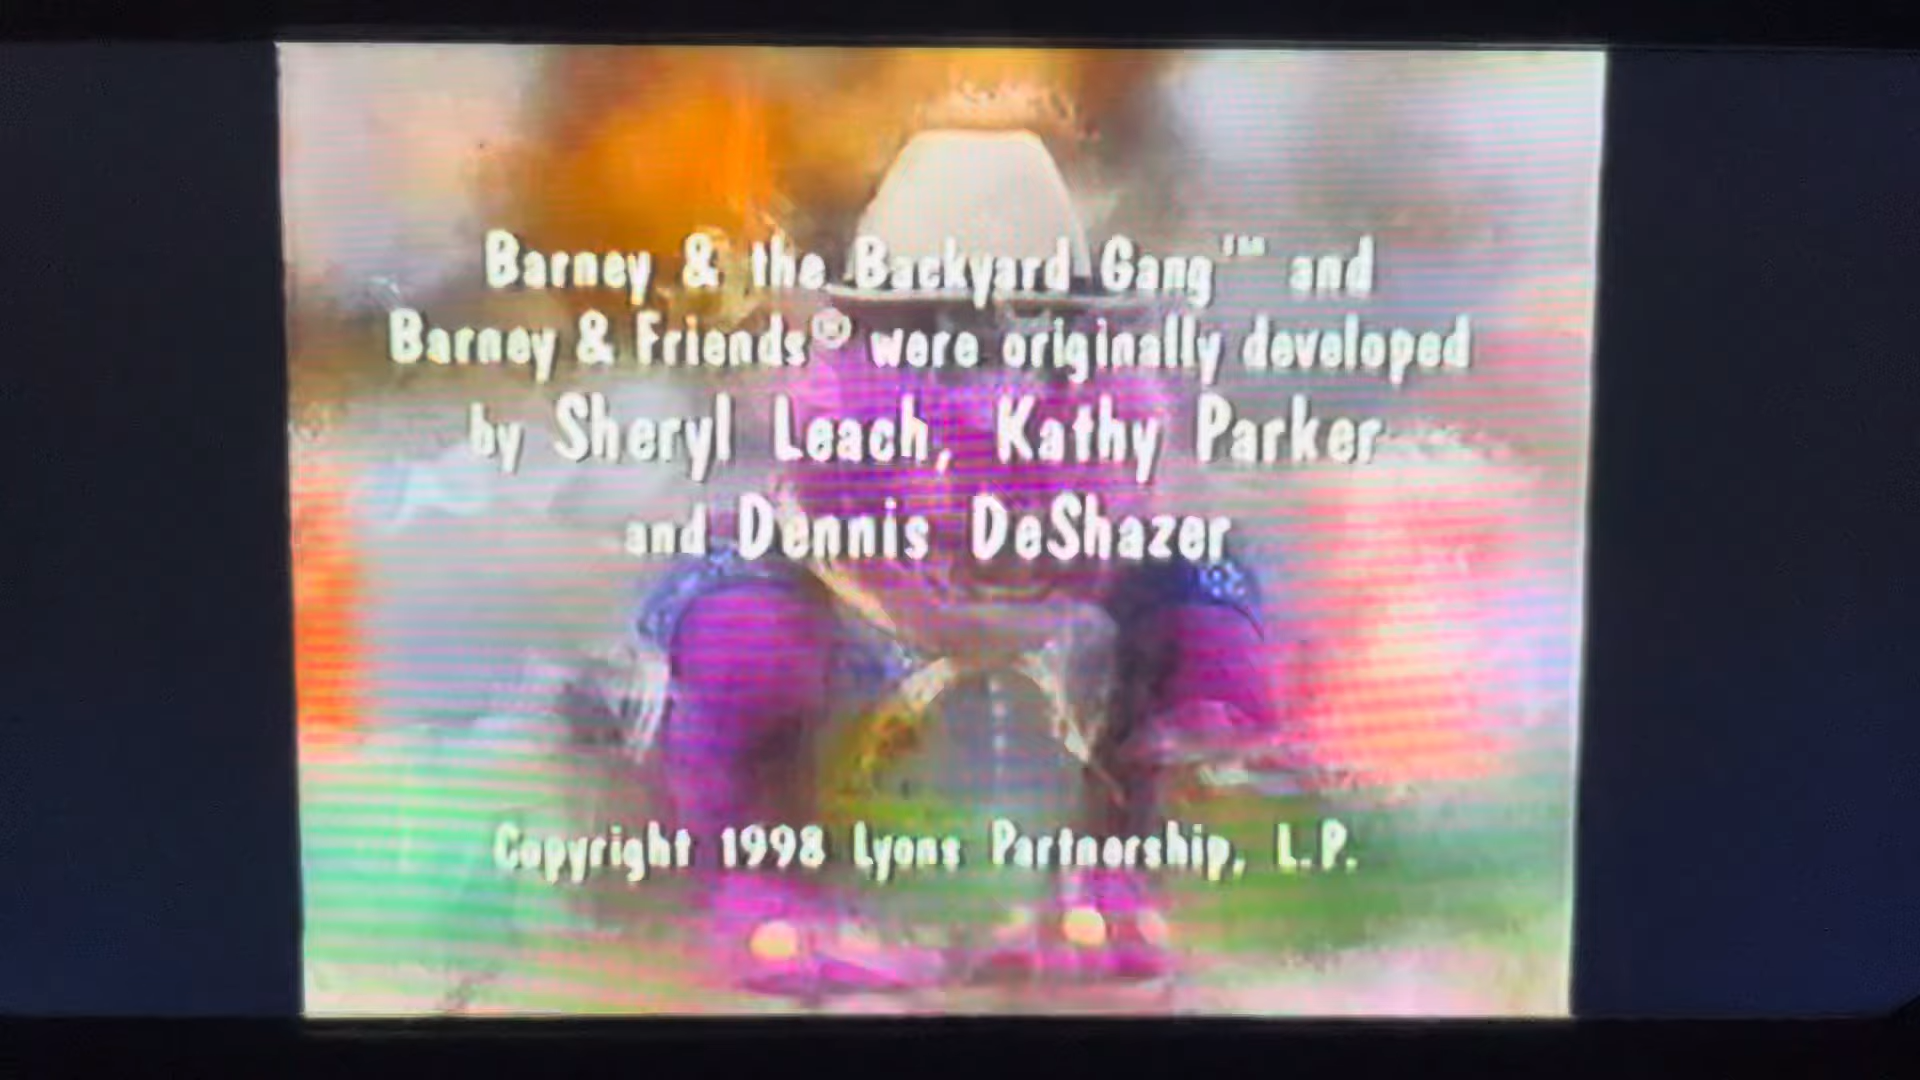 Barney & the Backyard Gang™ and
Barney & Friends® were originally developed
by Sheryl Leach, Kathy Parker
and Dennis DeShazer
Copyright 1998 Lyons Partnership, L.P.